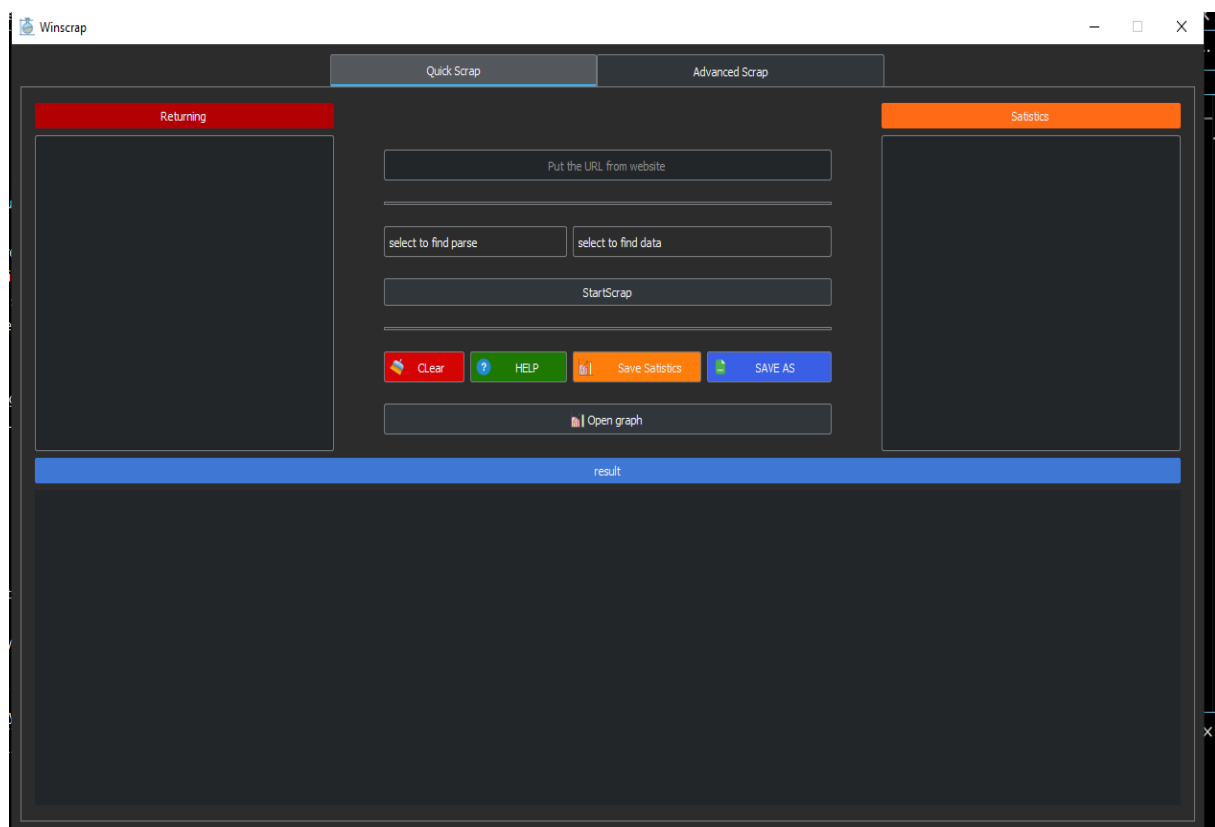 Winscrap
Quick Scrap
Advanced Scrap
Returning
Satistics
Put the URL from website
select to find parse
select to find data
StartScrap
CLear
HELP
Save Satistics
SAVE AS
Open graph
result